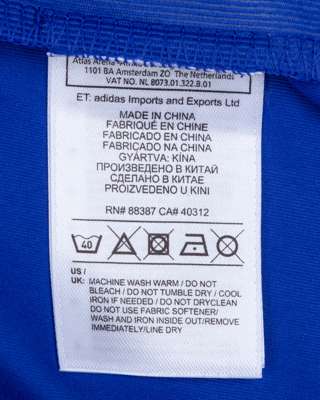 Atlas Arena
1101 BA Amsterdam ZO The Netherlands
VAT NO. NL 8073.01.322.B.01
ET: adidas Imports and Exports Ltd
MADE IN CHINA
FABRIQUÉ EN CHINE
FABRICADO EN CHINA
FABRICADO NA CHINA
GYÁRTVA: KÍNA
ПРОИЗВЕДЕНО В КИТАЙ
СДЕЛАНО В КИТАЕ
PROIZVEDENO U KINI
RN# 88387 CA# 40312
40
US /
UK: MACHINE WASH WARM / DO NOT
BLEACH / DO NOT TUMBLE DRY / COOL
IRON IF NEEDED / DO NOT DRYCLEAN
DO NOT USE FABRIC SOFTENER/
WASH AND IRON INSIDE OUT/REMOVE
IMMEDIATELY/LINE DRY